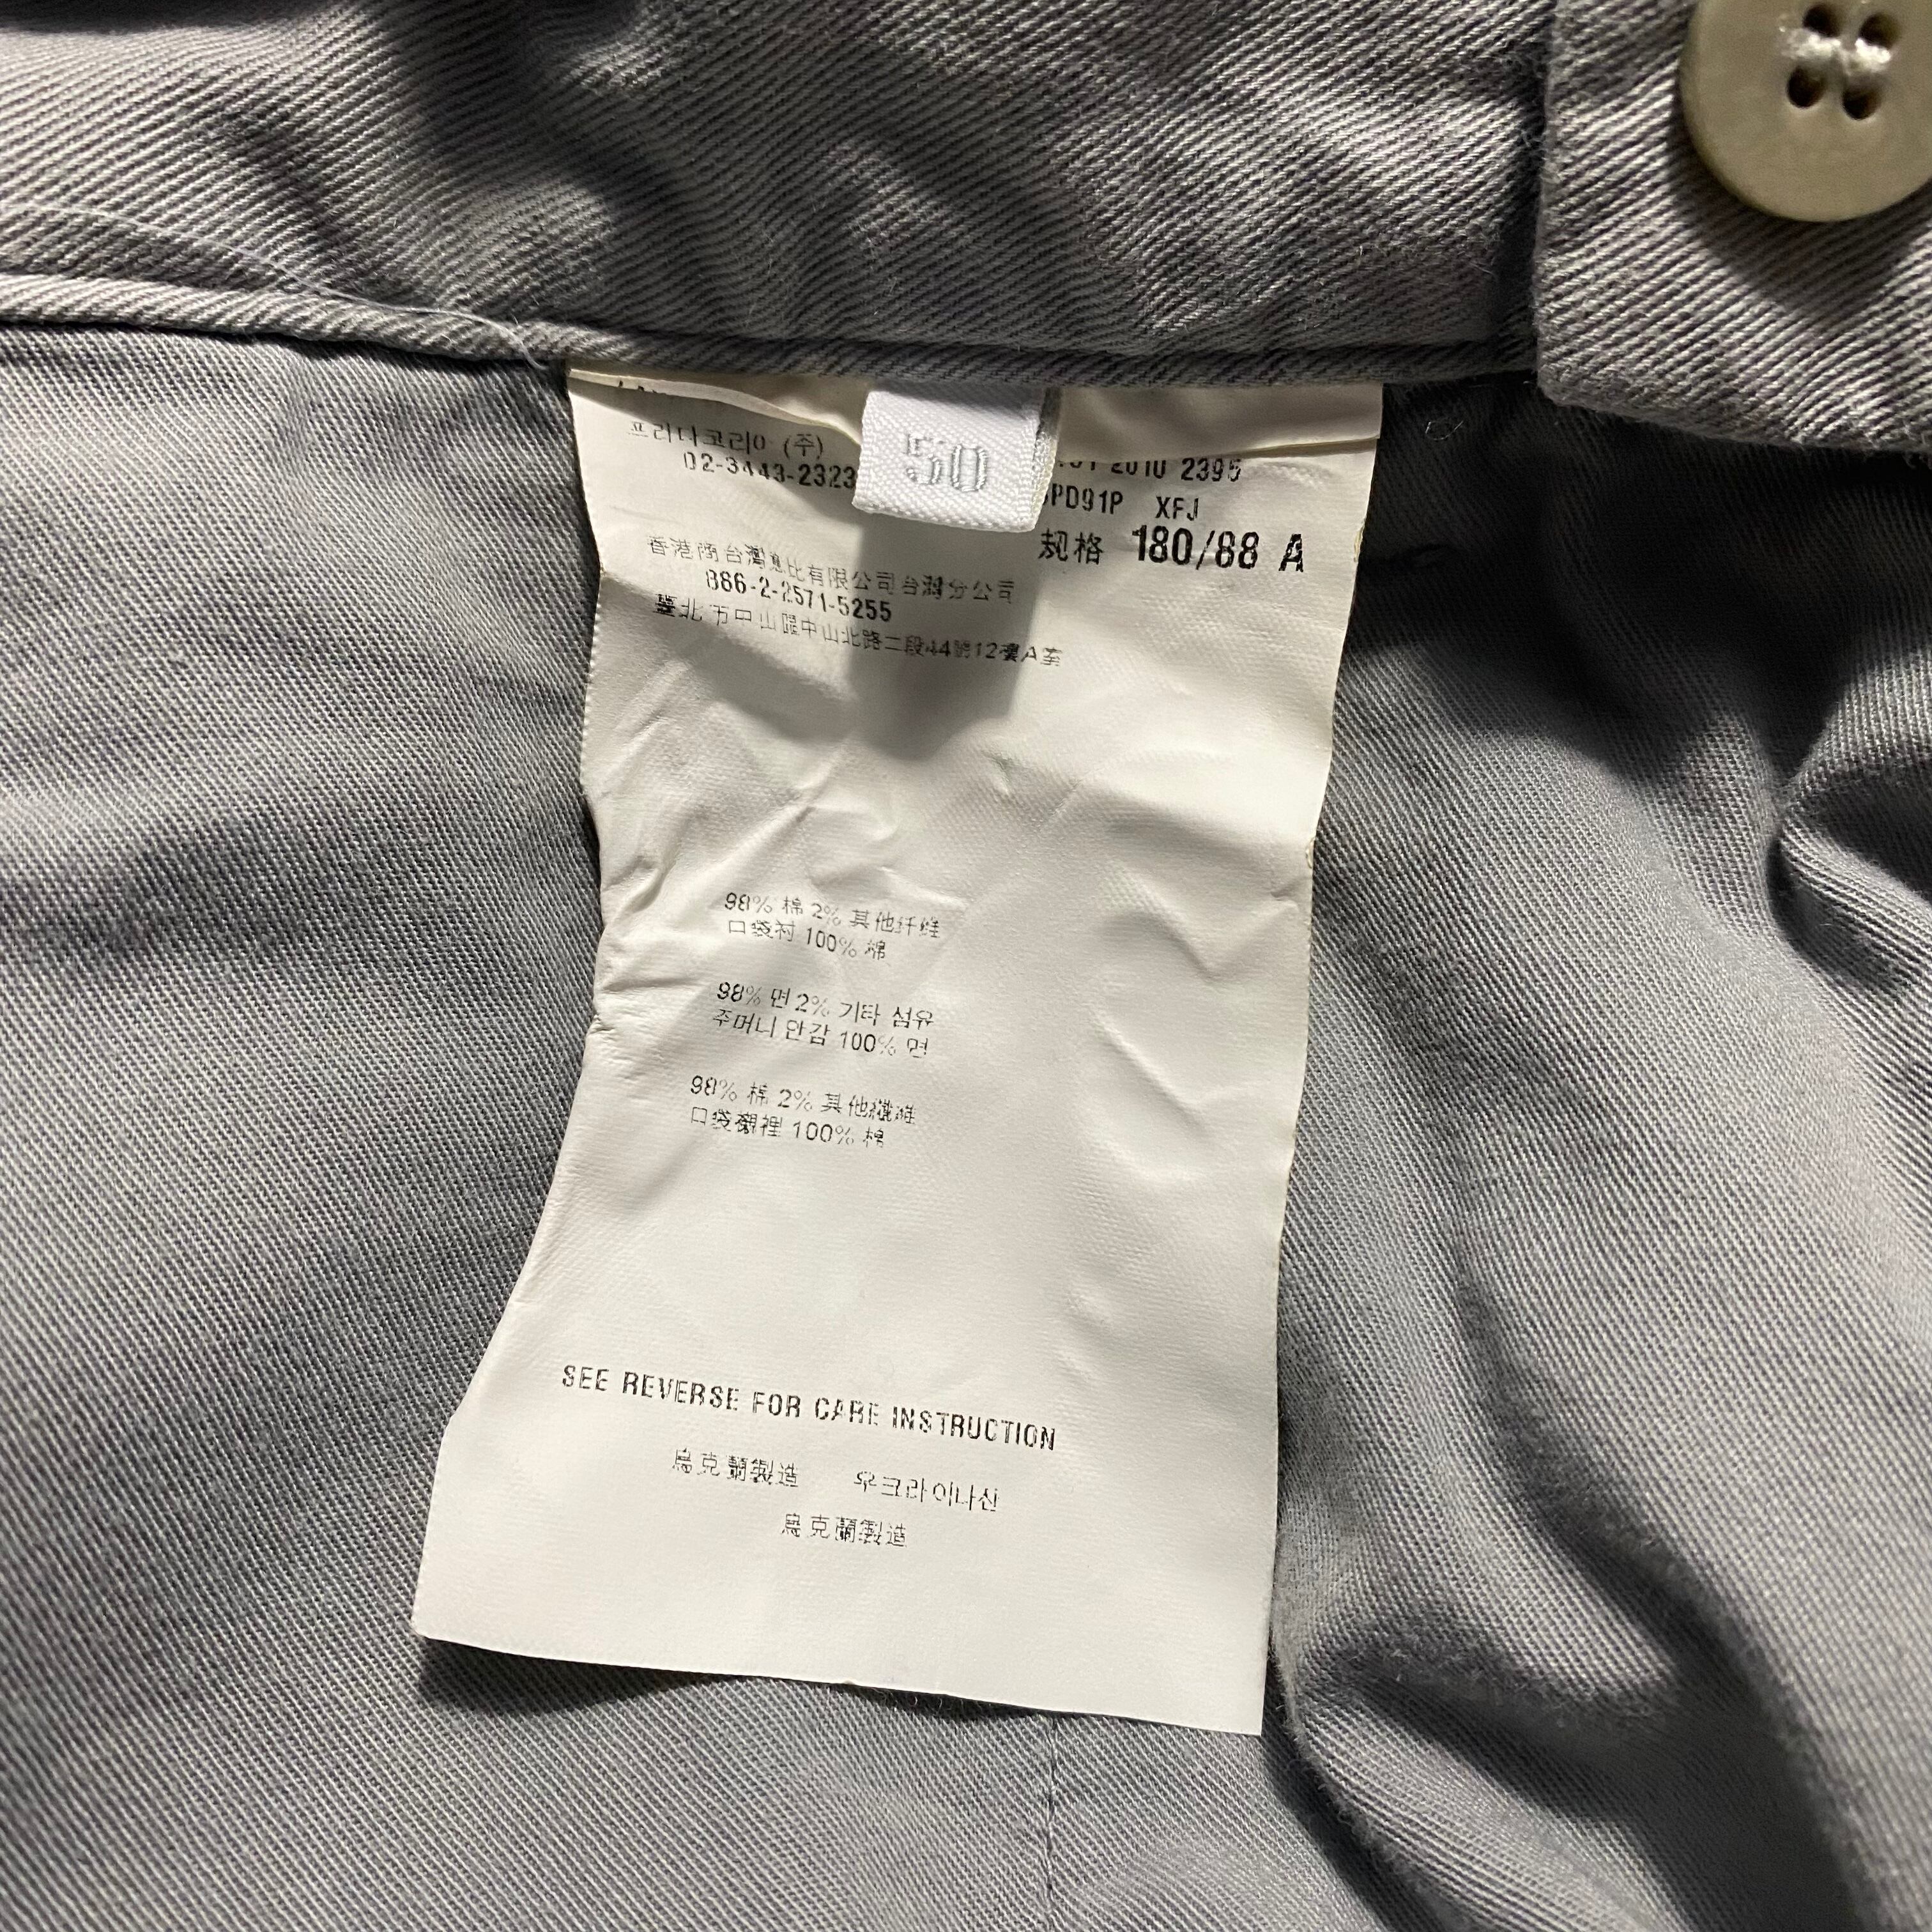 프라다코리아 (주)
02-3443-2323
50
2010 2395
PD91P XFJ
规格 180/88 A
香港商台灣惠比有限公司台灣分公司
886-2-2571-5255
臺北市中山區中山北路二段44號12樓A室
98% 棉 2% 其他纤维
口袋衬 100% 棉
98% 면 2% 기타 섬유
주머니 안감 100% 면
98% 棉 2% 其他纖維
口袋襯裡 100% 棉
SEE REVERSE FOR CARE INSTRUCTION
烏克蘭製造 우크라이나산
烏克蘭製造